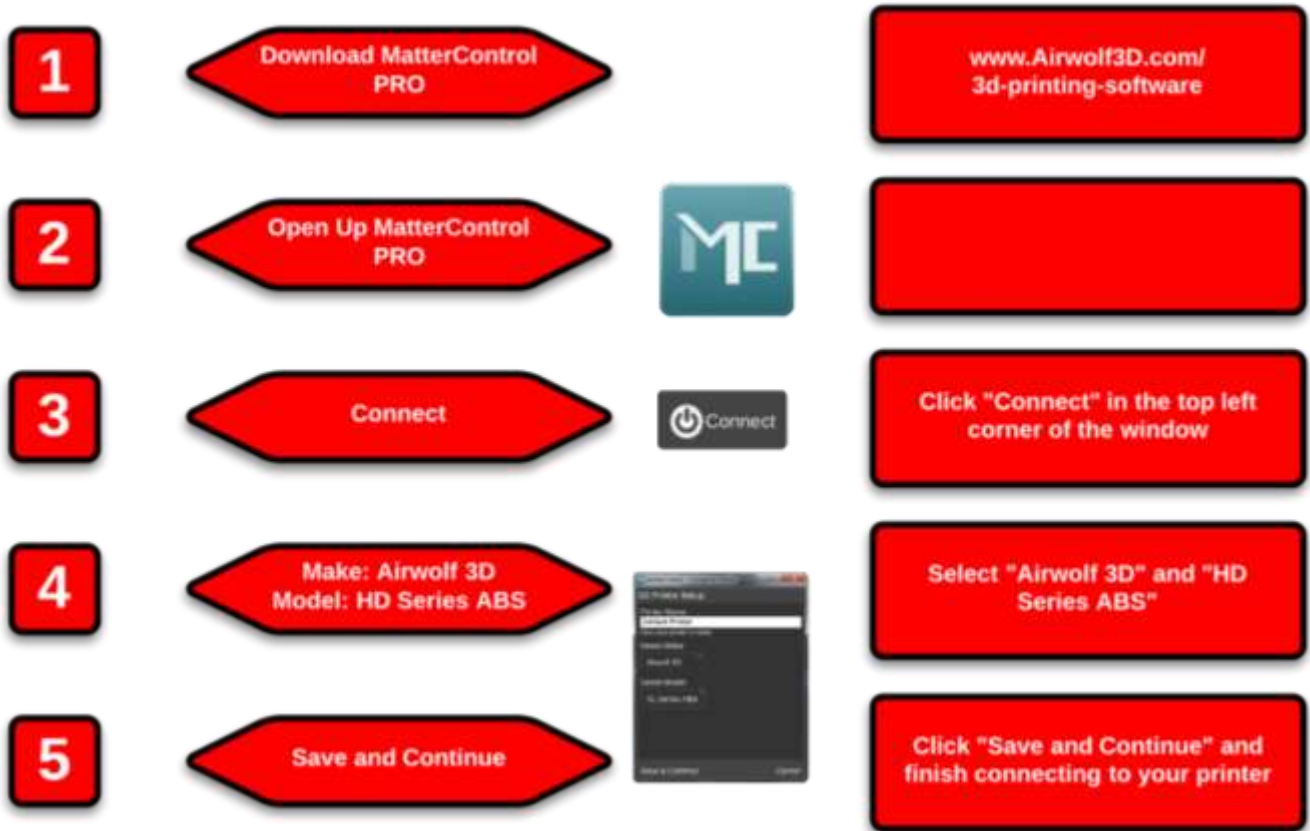 1
Download MatterControl
PRO
www.Airwolf3D.com/
3d-printing-software
2
Open Up MatterControl
PRO
MC
3
Connect
Connect
Click "Connect" in the top left
corner of the window
4
Make: Airwolf 3D
Model: HD Series ABS
Select "Airwolf 3D" and "HD
Series ABS"
Airwolf 3D
5
Save and Continue
Click "Save and Continue" and
finish connecting to your printer